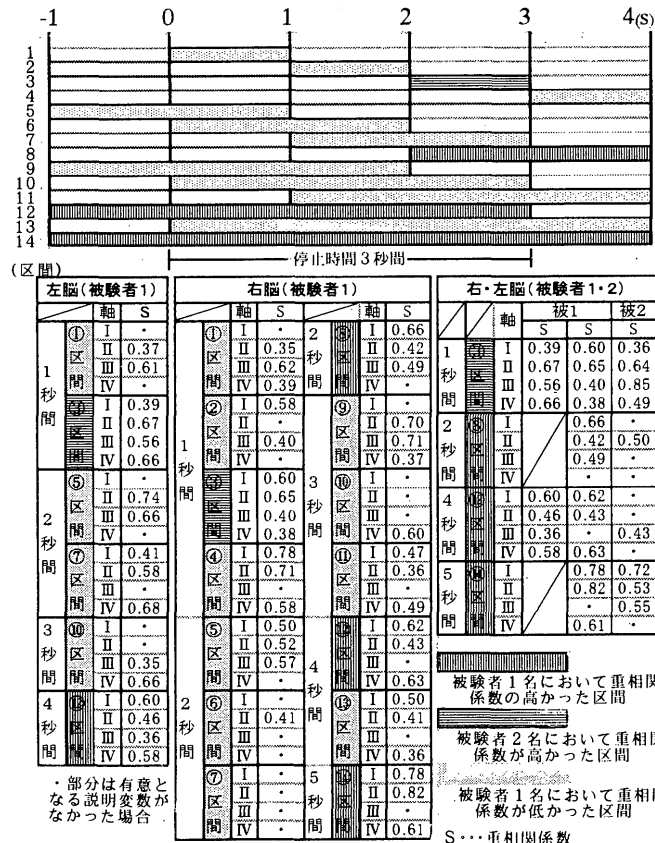 -1 0 1 2 3 4(S)
1
2
3
4
5
6
7
8
9
10
11
12
13
14
(区間)
停止時間3秒間
左脳(被験者1)
軸 S
1秒間
①区間
I ・
II 0.37
III 0.61
IV ・
③区間
I 0.39
II 0.67
III 0.56
IV 0.66
2秒間
⑤区間
I ・
II 0.74
III 0.66
IV ・
⑦区間
I 0.41
II 0.58
III ・
IV 0.68
3秒間
⑩区間
I ・
II ・
III 0.35
IV 0.66
4秒間
⑫区間
I 0.60
II 0.46
III 0.36
IV 0.58
・部分は有意と
なる説明変数が
なかった場合
右脳(被験者1)
軸 S
軸 S
1秒間
①区間
I ・
II 0.35
III 0.62
IV 0.39
②区間
I 0.58
II ・
III 0.40
IV ・
③区間
I 0.60
II 0.65
III 0.40
IV 0.38
④区間
I 0.78
II 0.71
III ・
IV 0.58
2秒間
⑤区間
I 0.50
II 0.52
III 0.57
IV ・
⑥区間
I ・
II 0.41
III ・
IV ・
⑦区間
I ・
II ・
III ・
IV ・
2秒間
⑧区間
I 0.66
II 0.42
III 0.49
IV ・
3秒間
⑨区間
I ・
II 0.70
III 0.71
IV 0.37
⑩区間
I ・
II ・
III ・
IV 0.60
⑪区間
I 0.47
II 0.36
III ・
IV 0.49
4秒間
⑫区間
I 0.62
II 0.43
III ・
IV 0.63
⑬区間
I 0.50
II 0.41
III ・
IV 0.36
5秒間
⑭区間
I 0.78
II 0.82
III ・
IV 0.61
右・左脳(被験者1・2)
軸 被1 被2
S S S
1秒間
③区間
I 0.39 0.60 0.36
II 0.67 0.65 0.64
III 0.56 0.40 0.85
IV 0.66 0.38 0.49
2秒間
⑧区間
I 0.66 ・
II 0.42 0.50
III 0.49 ・
IV ・ ・
4秒間
⑫区間
I 0.60 0.62 ・
II 0.46 0.43 ・
III 0.36 ・ 0.43
IV 0.58 0.63 ・
5秒間
⑭区間
I 0.78 0.72
II 0.82 0.53
III ・ 0.55
IV 0.61 ・
被験者1名において重相関
係数の高かった区間
被験者2名において重相関
係数が高かった区間
被験者1名において重相関
係数が低かった区間
S・・・重相関係数